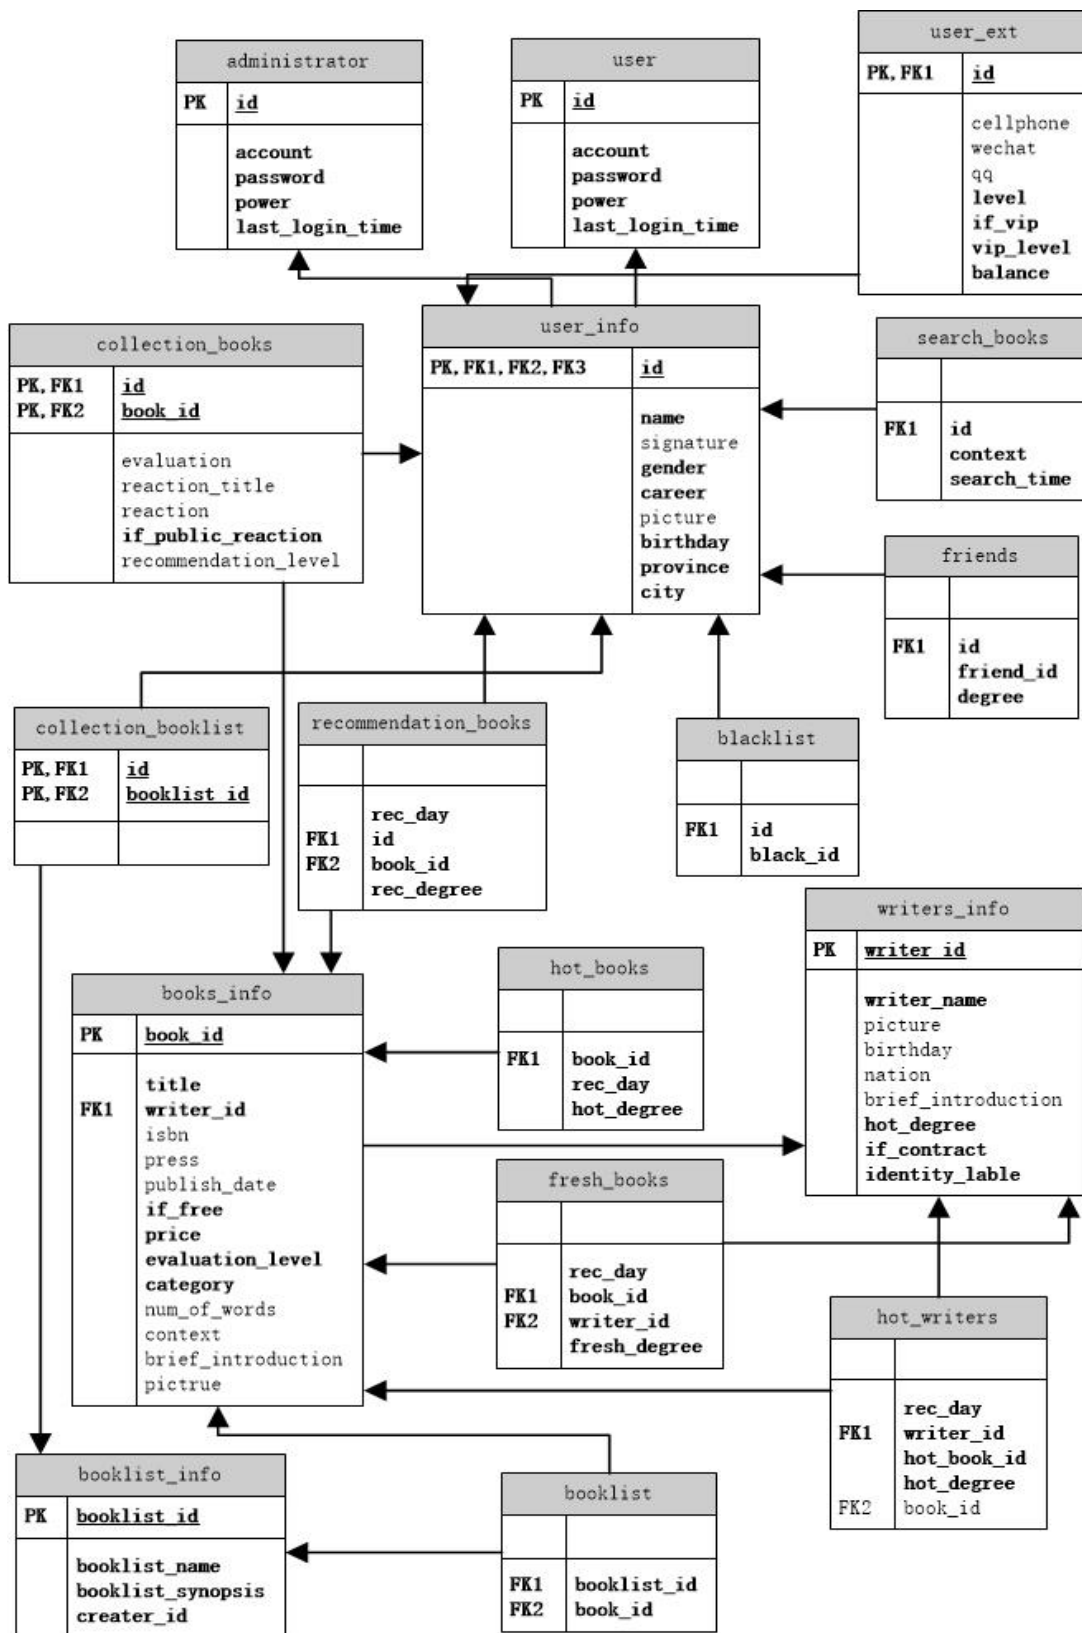 administrator
PK id
account
password
power
last_login_time
user
PK id
account
password
power
last_login_time
user_ext
PK, FK1 id
cellphone
wechat
qq
level
if_vip
vip_level
balance
collection_books
PK, FK1 id
PK, FK2 book_id
evaluation
reaction_title
reaction
if_public_reaction
recommendation_level
user_info
PK, FK1, FK2, FK3 id
name
signature
gender
career
picture
birthday
province
city
search_books
FK1 id
context
search_time
friends
FK1 id
friend_id
degree
collection_booklist
PK, FK1 id
PK, FK2 booklist_id
recommendation_books
rec_day
FK1 id
FK2 book_id
rec_degree
blacklist
FK1 id
black_id
writers_info
PK writer_id
writer_name
picture
birthday
nation
brief_introduction
hot_degree
if_contract
identity_lable
books_info
PK book_id
title
FK1 writer_id
isbn
press
publish_date
if_free
price
evaluation_level
category
num_of_words
context
brief_introduction
pictrue
hot_books
FK1 book_id
rec_day
hot_degree
fresh_books
rec_day
FK1 book_id
FK2 writer_id
fresh_degree
hot_writers
rec_day
FK1 writer_id
hot_book_id
hot_degree
FK2 book_id
booklist_info
PK booklist_id
booklist_name
booklist_synopsis
creater_id
booklist
FK1 booklist_id
FK2 book_id